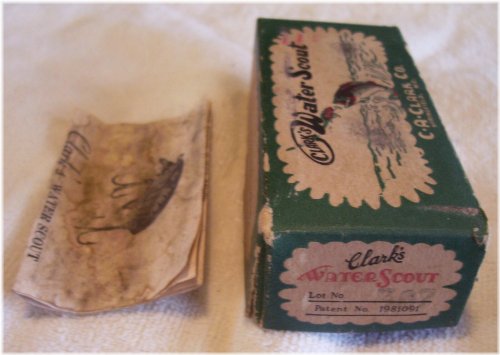 Clark's
WATER SCOUT
CLARK'S
Water Scout
C.A. CLARK CO.
Clark's
WATER SCOUT
Lot No
Patent No. 1981091